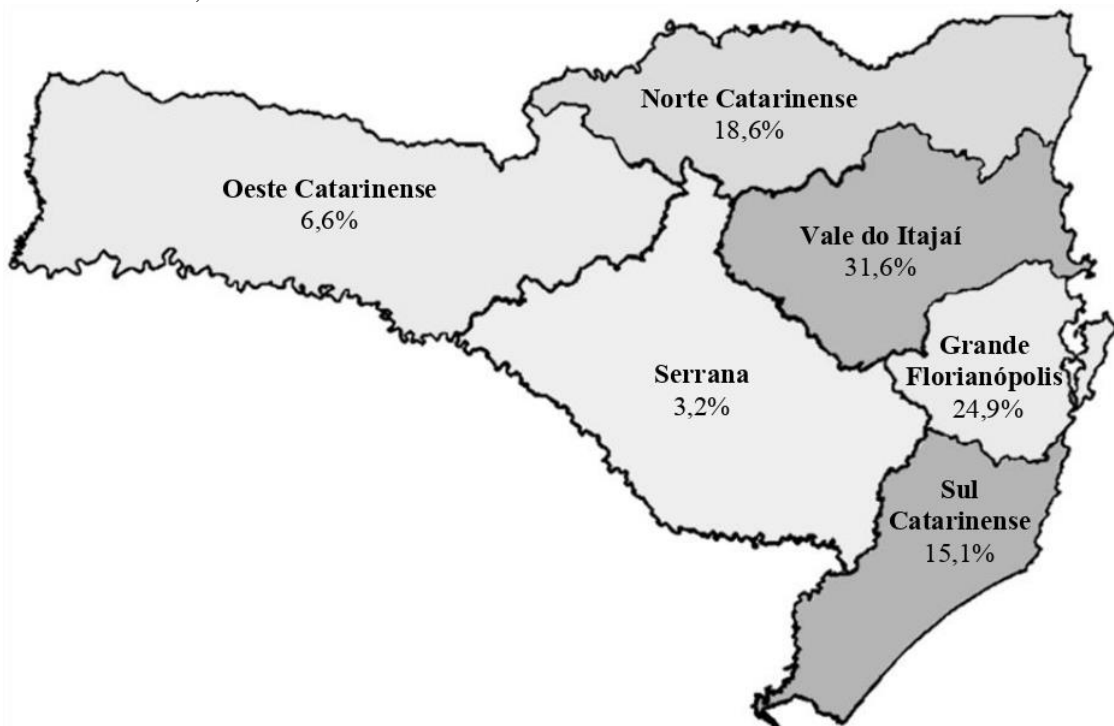 Norte Catarinense
18,6%
Oeste Catarinense
6,6%
Vale do Itajaí
31,6%
Grande
Florianópolis
24,9%
Serrana
3,2%
Sul
Catarinense
15,1%